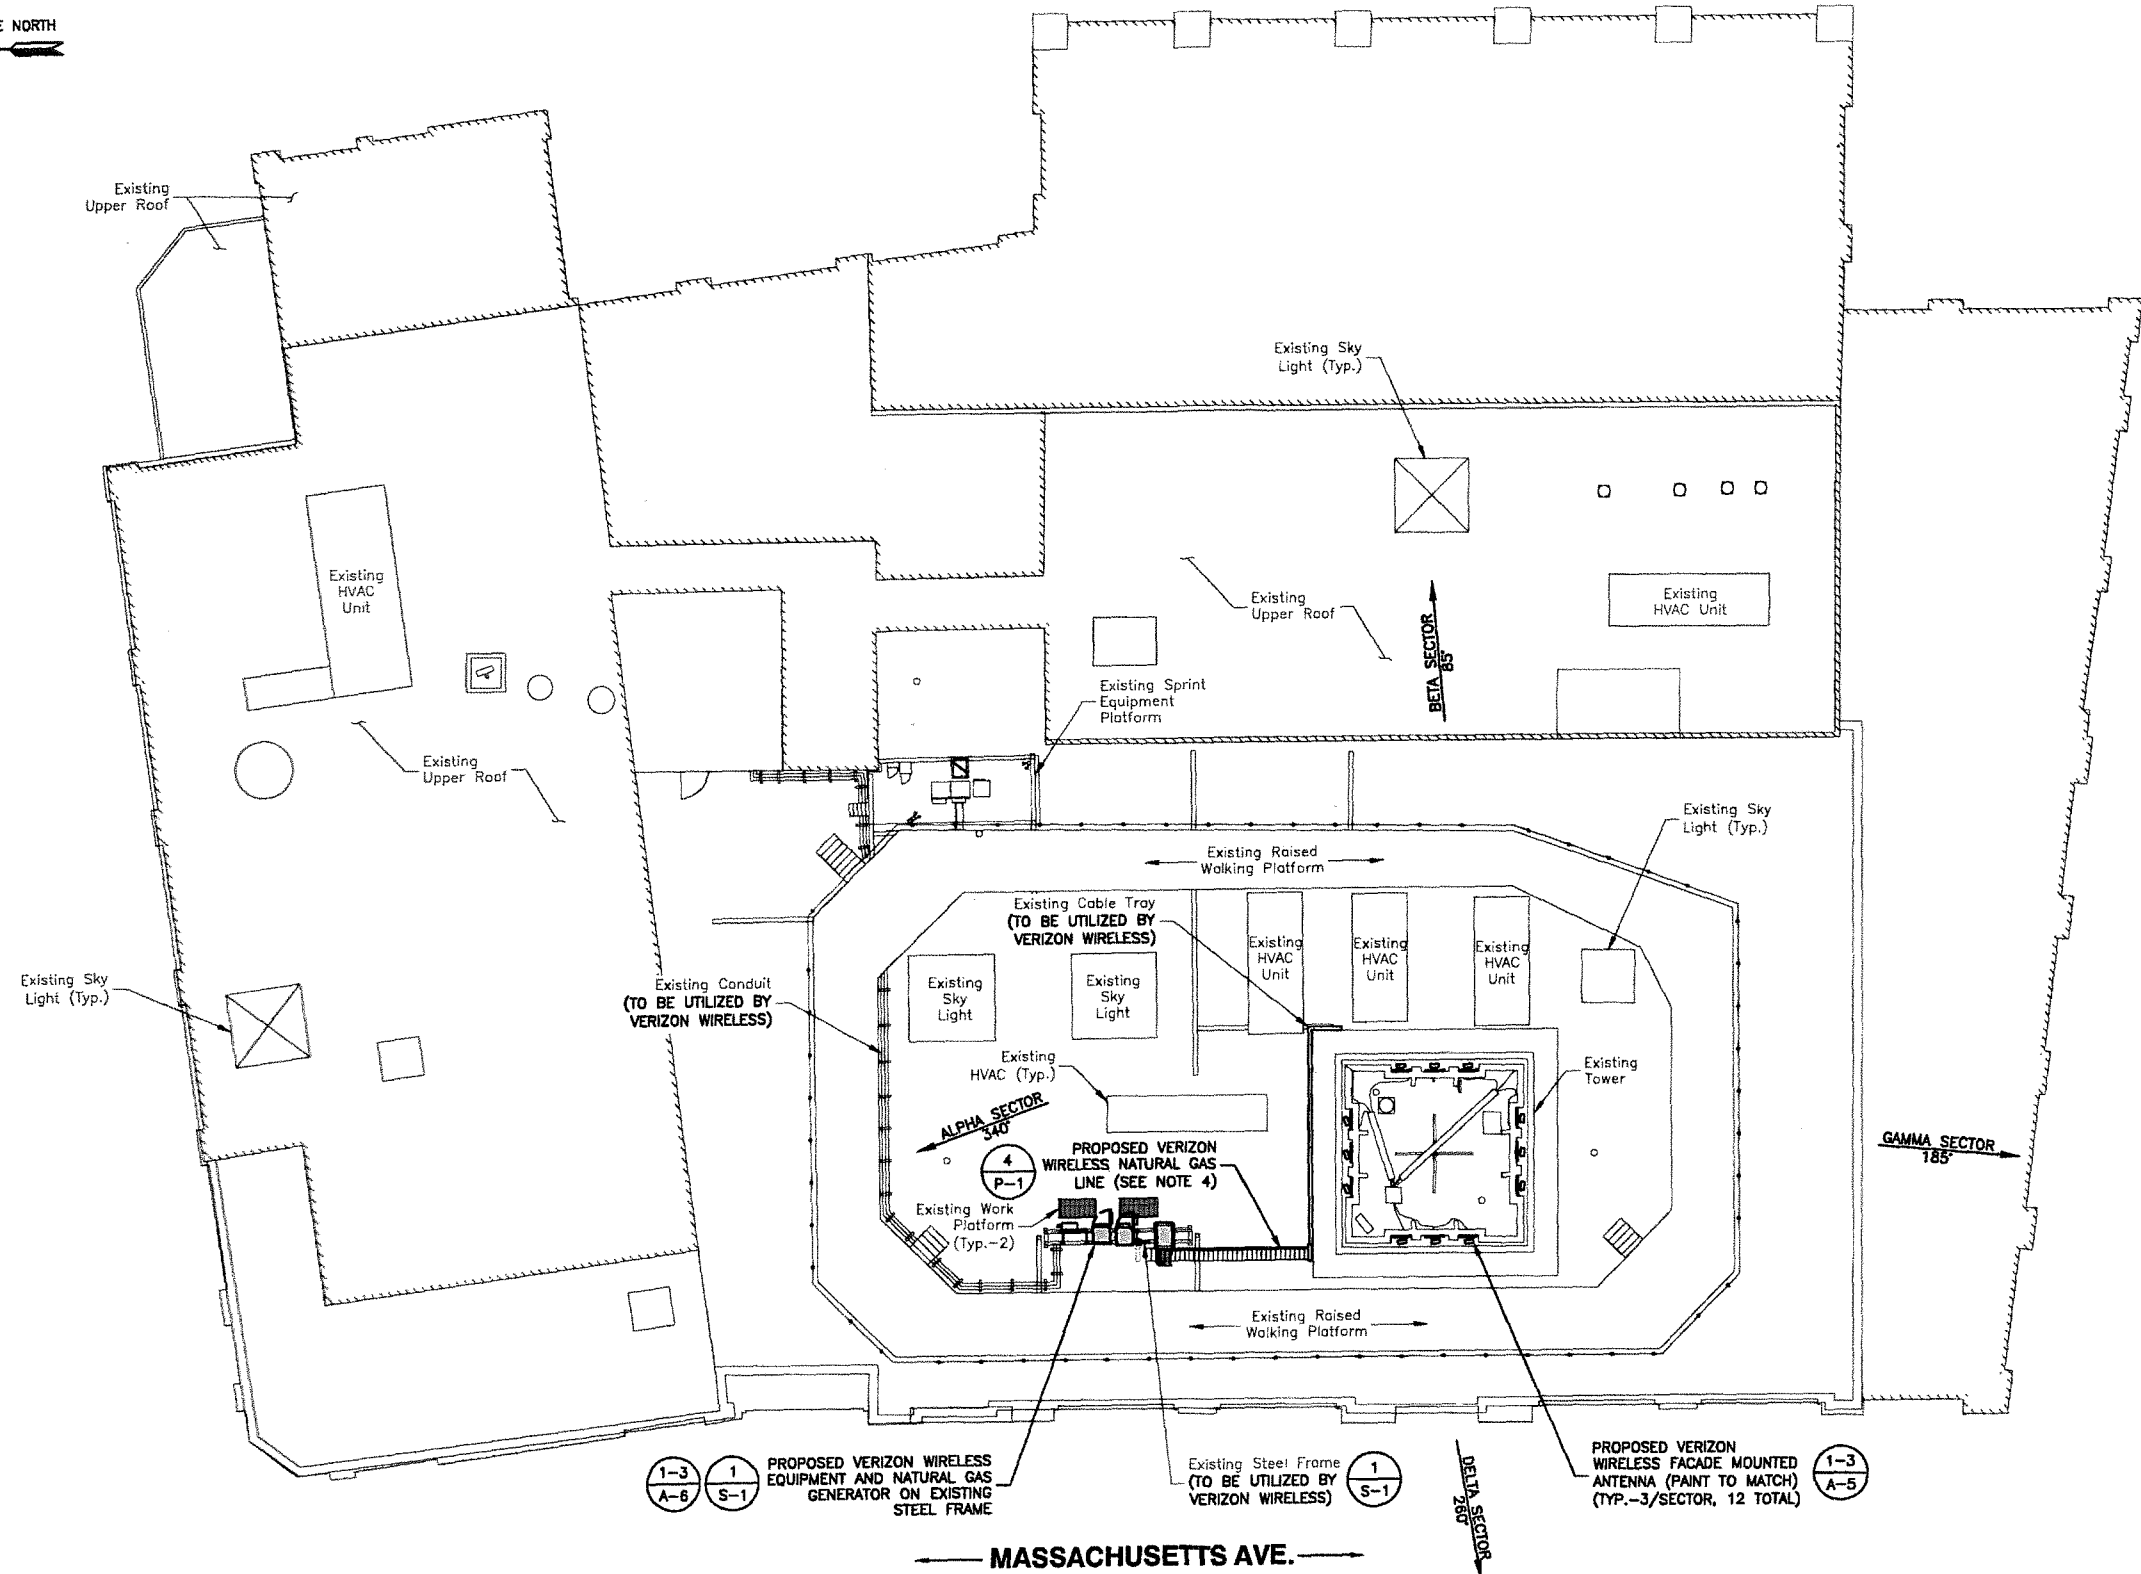 E NORTH
Existing
Upper Roof
Existing Sky
Light (Typ.)
Existing
HVAC
Unit
Existing
HVAC Unit
Existing
Upper Roof
BETA SECTOR
85°
Existing Sprint
Equipment
Platform
Existing
Upper Roof
Existing Sky
Light (Typ.)
Existing Raised
Walking Platform
Existing Cable Tray
(TO BE UTILIZED BY
VERIZON WIRELESS)
Existing
HVAC
Unit
Existing
HVAC
Unit
Existing
HVAC
Unit
Existing Sky
Light (Typ.)
Existing Conduit
(TO BE UTILIZED BY
VERIZON WIRELESS)
Existing
Sky
Light
Existing
Sky
Light
Existing
HVAC (Typ.)
Existing
Tower
ALPHA SECTOR
340°
4
P-1
PROPOSED VERIZON
WIRELESS NATURAL GAS
LINE (SEE NOTE 4)
GAMMA SECTOR
185°
Existing Work
Platform
(Typ.-2)
Existing Raised
Walking Platform
1-3
A-6
1
S-1
PROPOSED VERIZON WIRELESS
EQUIPMENT AND NATURAL GAS
GENERATOR ON EXISTING
STEEL FRAME
Existing Steel Frame
(TO BE UTILIZED BY
VERIZON WIRELESS)
1
S-1
DELTA SECTOR
260°
PROPOSED VERIZON
WIRELESS FACADE MOUNTED
ANTENNA (PAINT TO MATCH)
(TYP.-3/SECTOR, 12 TOTAL)
1-3
A-5
MASSACHUSETTS AVE.